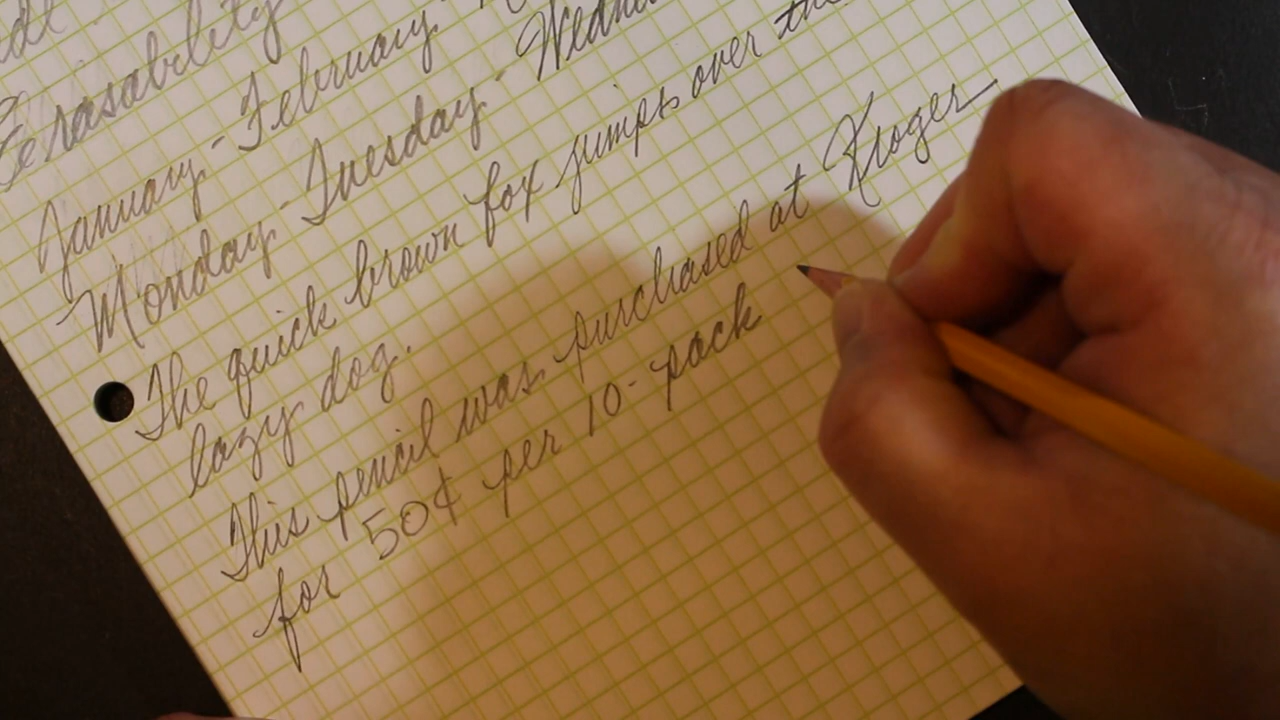 Erasability
January - February -
Monday - Tuesday - Wedn
The quick brown fox jumps over the
lazy dog.
This pencil was purchased at Kroger
for 50¢ per 10-pack